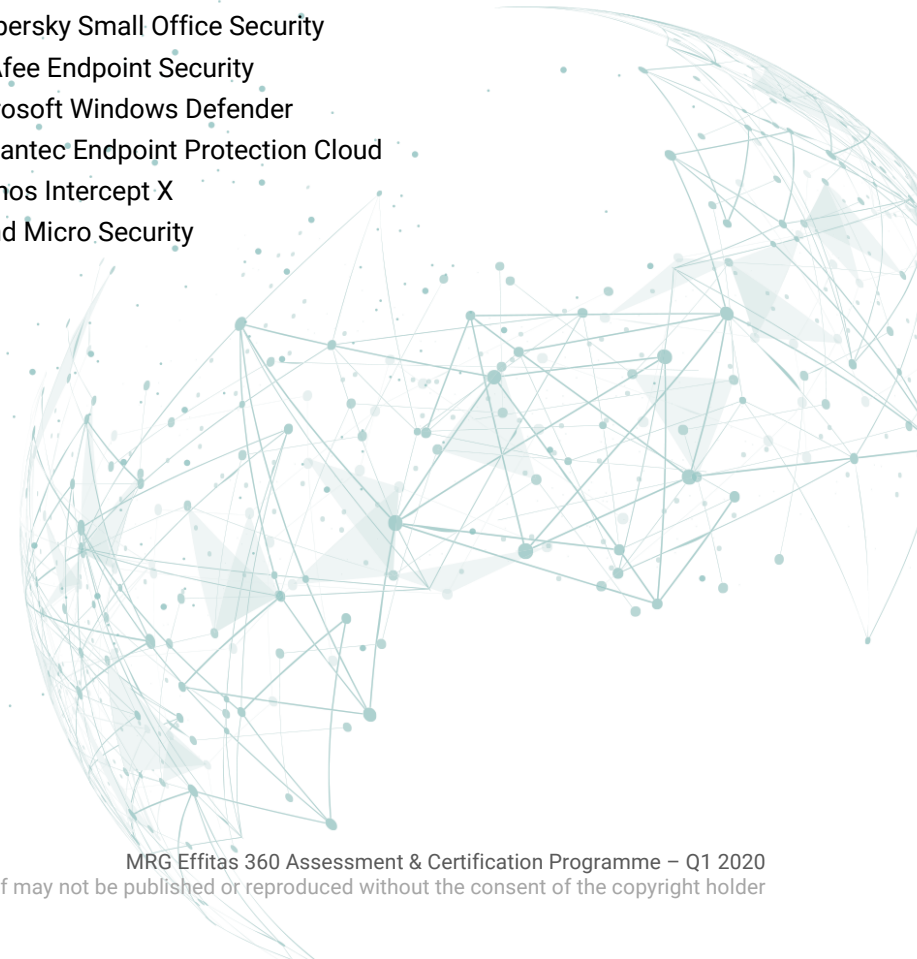 persky Small Office Security
fee Endpoint Security
rosoft Windows Defender
antec Endpoint Protection Cloud
hos Intercept X
d Micro Security
MRG Effitas 360 Assessment & Certification Programme – Q1 2020
f may not be published or reproduced without the consent of the copyright holder